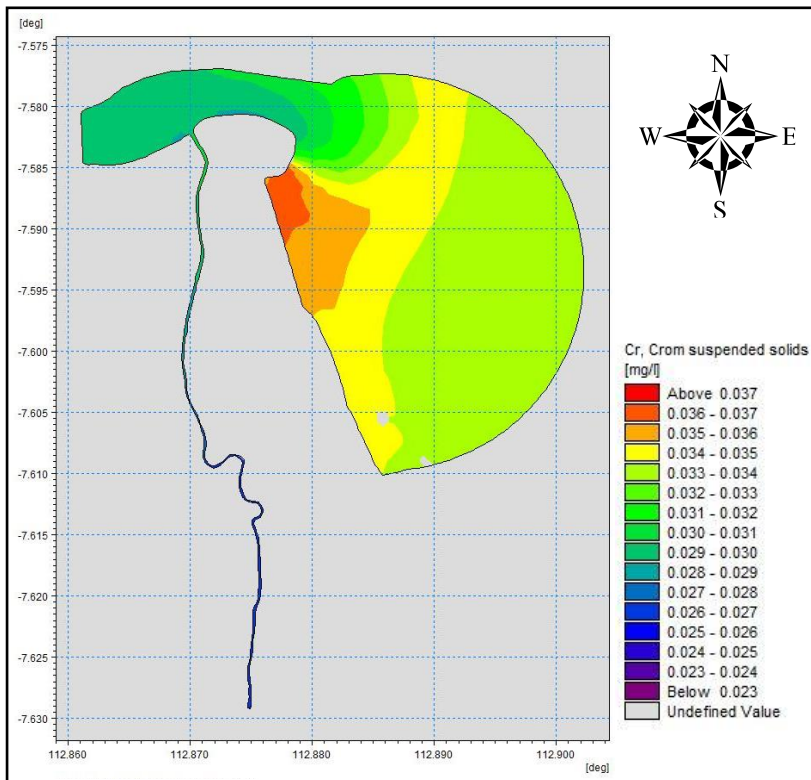 [deg]
-7.575
-7.580
-7.585
-7.590
-7.595
-7.600
-7.605
-7.610
-7.615
-7.620
-7.625
-7.630
112.860 112.870 112.880 112.890 112.900
[deg]
N
W E
S
Cr, Crom suspended solids
[mg/l]
Above 0.037
0.036 - 0.037
0.035 - 0.036
0.034 - 0.035
0.033 - 0.034
0.032 - 0.033
0.031 - 0.032
0.030 - 0.031
0.029 - 0.030
0.028 - 0.029
0.027 - 0.028
0.026 - 0.027
0.025 - 0.026
0.024 - 0.025
0.023 - 0.024
Below 0.023
Undefined Value